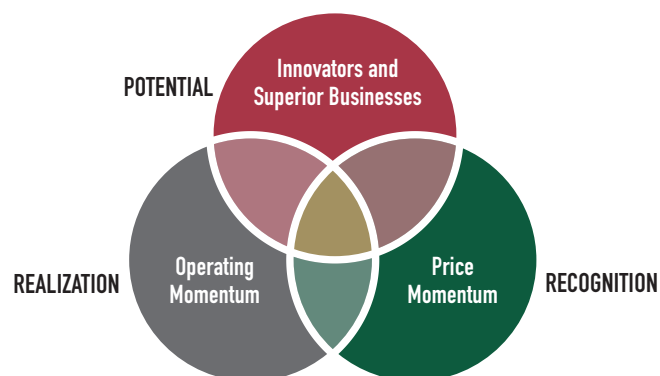 Innovators and
Superior Businesses
POTENTIAL
Operating
Momentum
Price
Momentum
REALIZATION
RECOGNITION